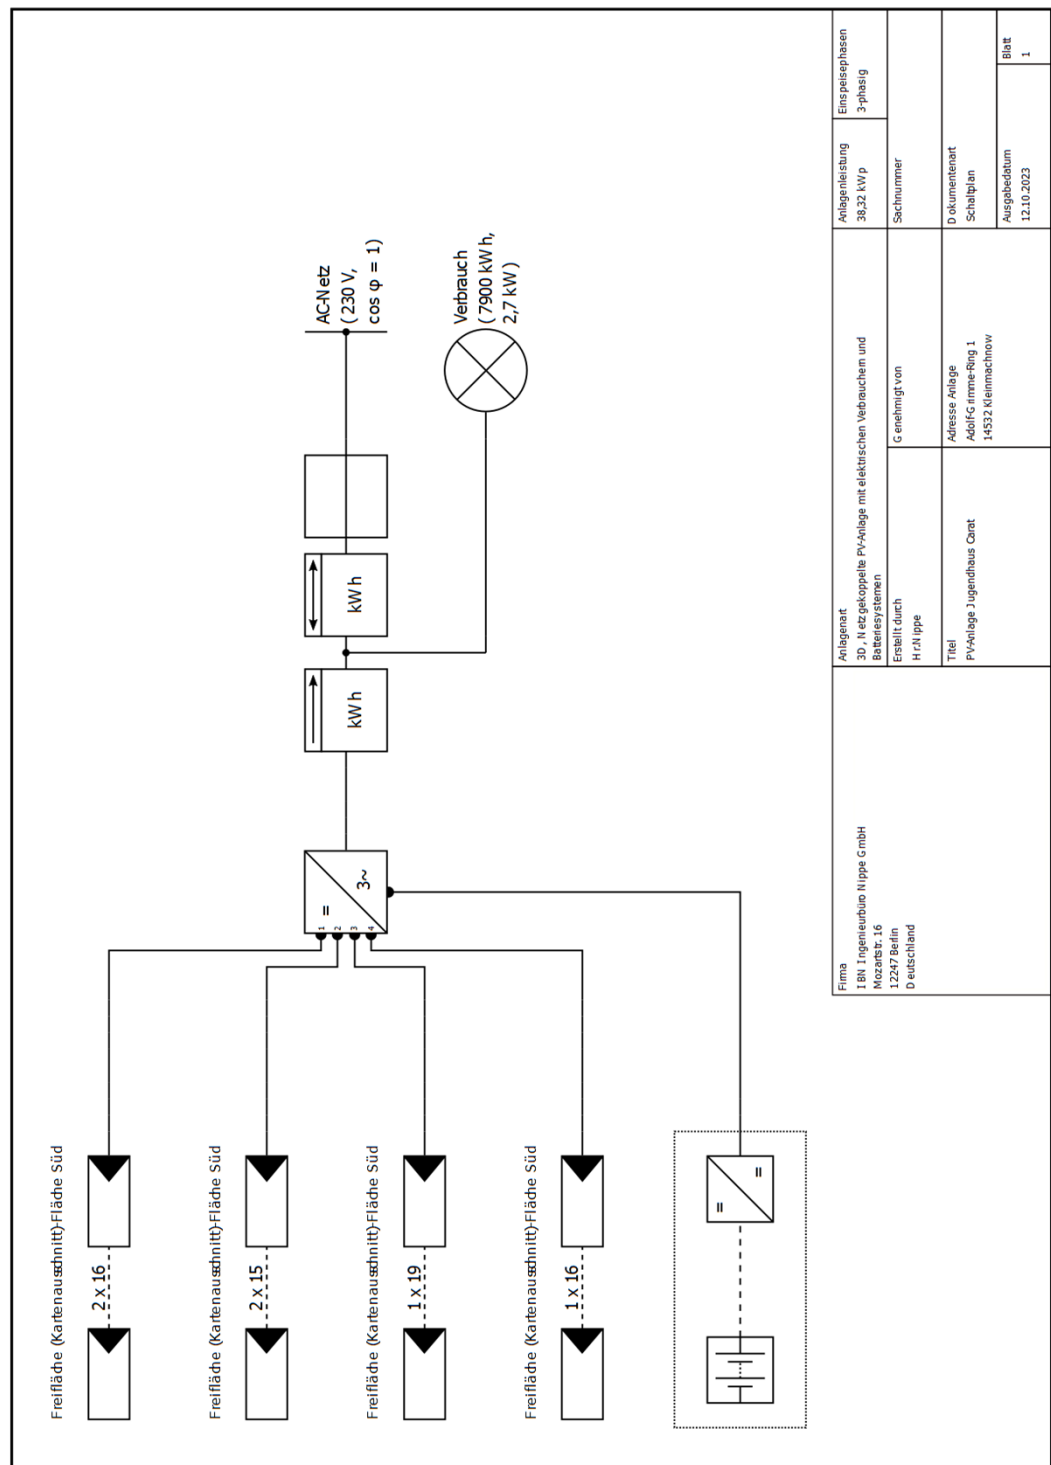 Freifläche (Kartenauschnitt)-Fläche Süd
2 x 16
Freifläche (Kartenauschnitt)-Fläche Süd
2 x 15
Freifläche (Kartenauschnitt)-Fläche Süd
1 x 19
Freifläche (Kartenauschnitt)-Fläche Süd
1 x 16
1
2
3
4
=
3~
=
=
kWh
kWh
AC-Netz
(230 V,
cos φ = 1)
Verbrauch
(7900 kWh,
2,7 kW)
Firma
IBN Ingenieurbüro Nippe GmbH
Mozartstr. 16
12247 Berlin
Deutschland
Anlagenart
3D, Netzgekoppelte PV-Anlage mit elektrischen Verbrauchern und
Batteriesystemen
Anlagenleistung
38,32 kWp
Einspeisephasen
3-phasig
Erstellt durch
Hr.Nippe
Genehmigt von
Sachnummer
Titel
PV-Anlage Jugendhaus Carat
Adresse Anlage
Adolf-Grimme-Ring 1
14532 Kleinmachnow
Dokumentenart
Schaltplan
Ausgabedatum
12.10.2023
Blatt
1